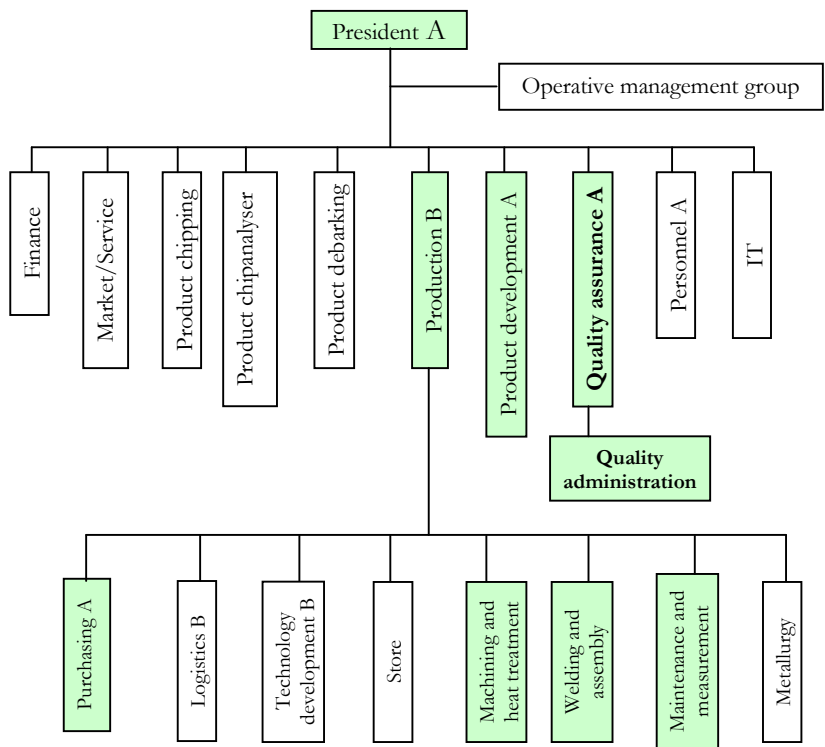 President A
Operative management group
Finance
Market/Service
Product chipping
Product chipanalyser
Product debarking
Production B
Product development A
Quality assurance A
Personnel A
IT
Quality
administration
Purchasing A
Logistics B
Technology
development B
Store
Machining and
heat treatment
Welding and
assembly
Maintenance and
measurement
Metallurgy